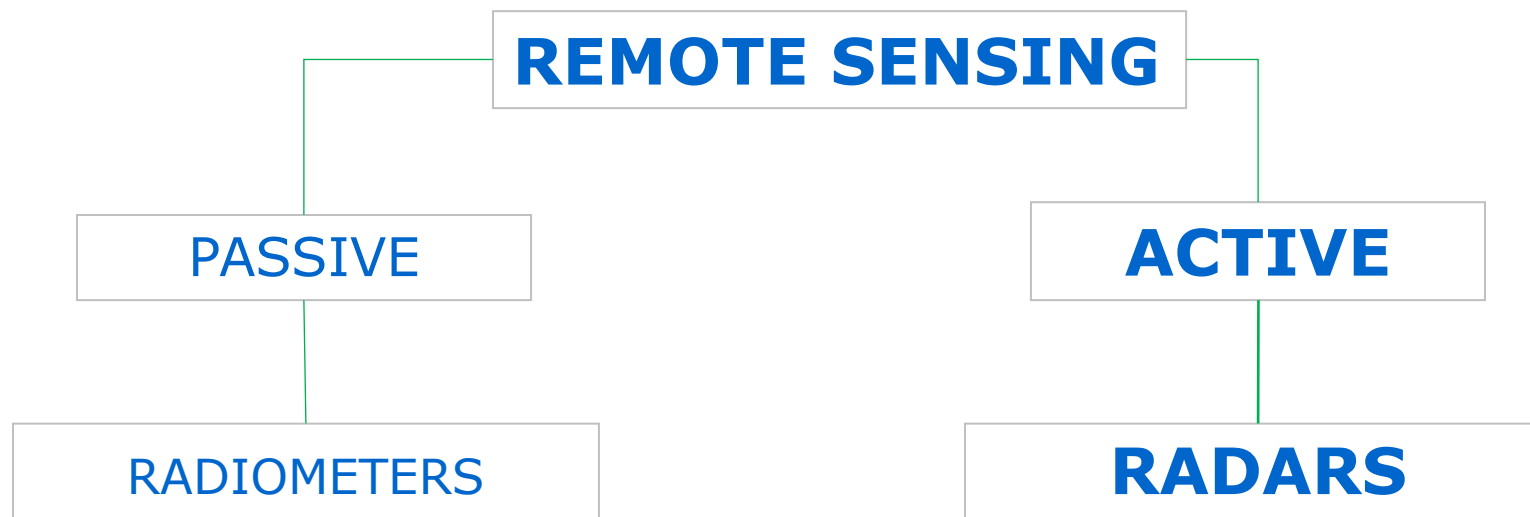 REMOTE SENSING
PASSIVE
ACTIVE
RADIOMETERS
RADARS